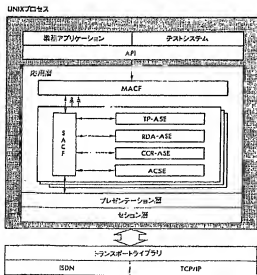 UNIXプロセス
業務アプリケーション
テストシステム
API
応用層
MACF
SACF
TP-ASE
RDA-ASE
CCR-ASE
ACSE
プレゼンテーション層
セション層
トランスポートライブラリ
ISDN
TCP/IP